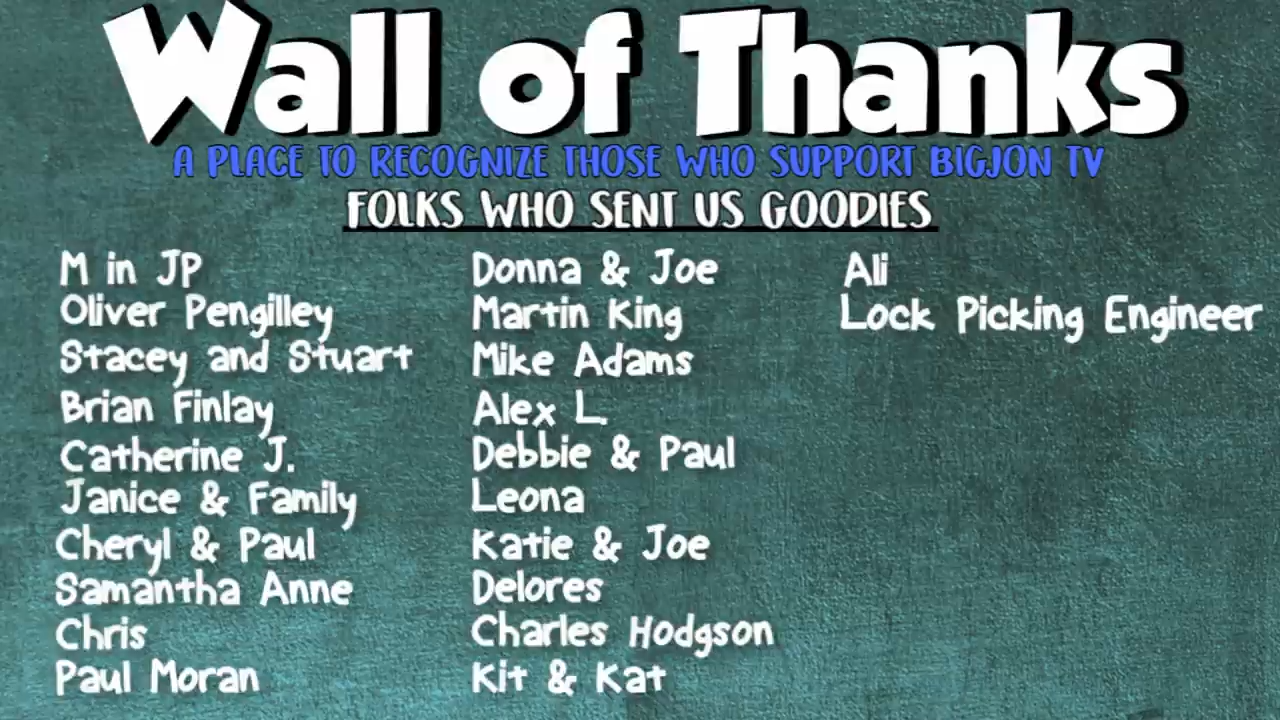 Wall of Thanks
A PLACE TO RECOGNIZE THOSE WHO SUPPORT BIGJON TV
FOLKS WHO SENT US GOODIES
M in JP
Oliver Pengilley
Stacey and Stuart
Brian Finlay
Catherine J.
Janice & Family
Cheryl & Paul
Samantha Anne
Chris
Paul Moran
Donna & Joe
Martin King
Mike Adams
Alex L.
Debbie & Paul
Leona
Katie & Joe
Delores
Charles Hodgson
Kit & Kat
Ali
Lock Picking Engineer